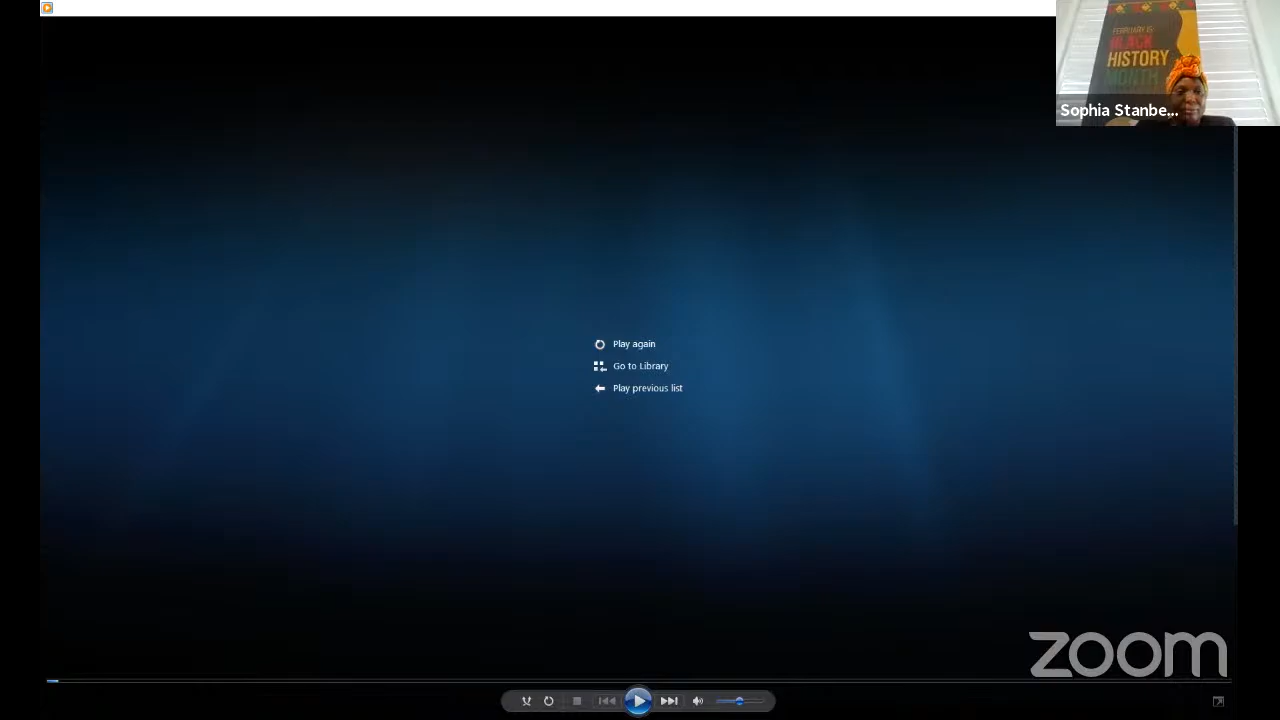 FEBRUARY IS
BLACK
HISTORY
MONTH
Sophia Stanbe...
Play again
Go to Library
Play previous list
zoom